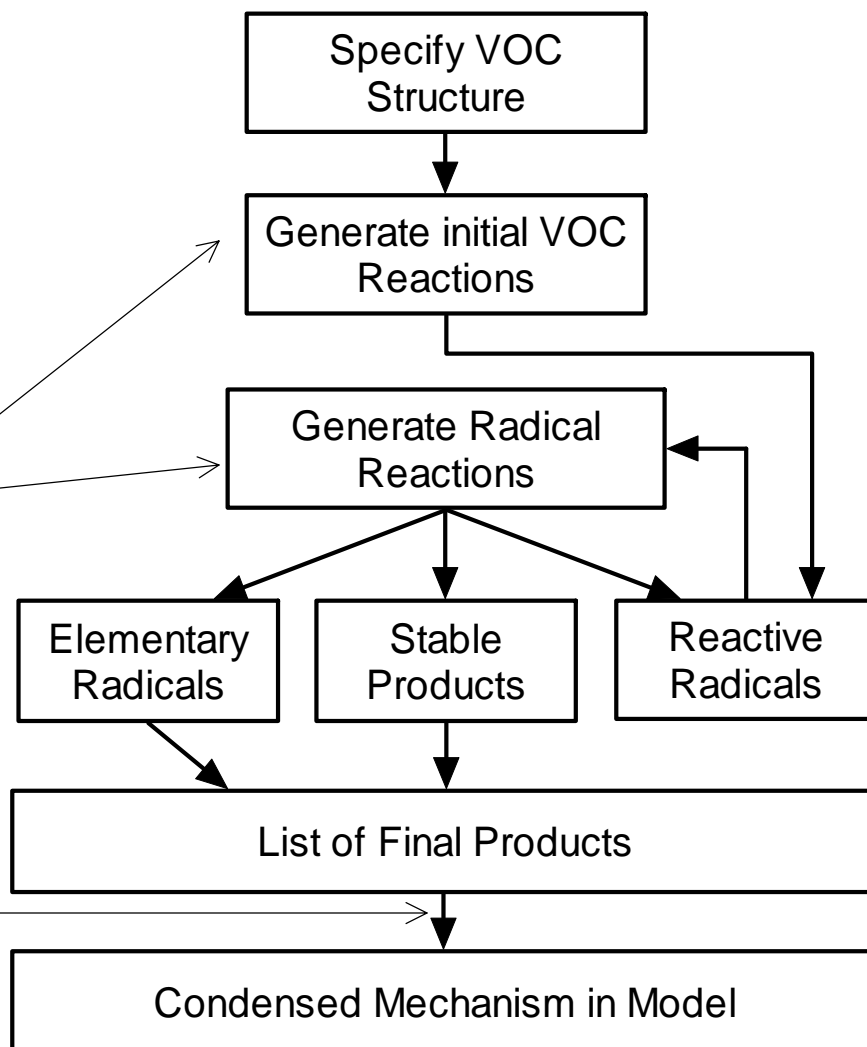 Specify VOC
Structure
Generate initial VOC
Reactions
Generate Radical
Reactions
Elementary
Radicals
Stable
Products
Reactive
Radicals
List of Final Products
Condensed Mechanism in Model